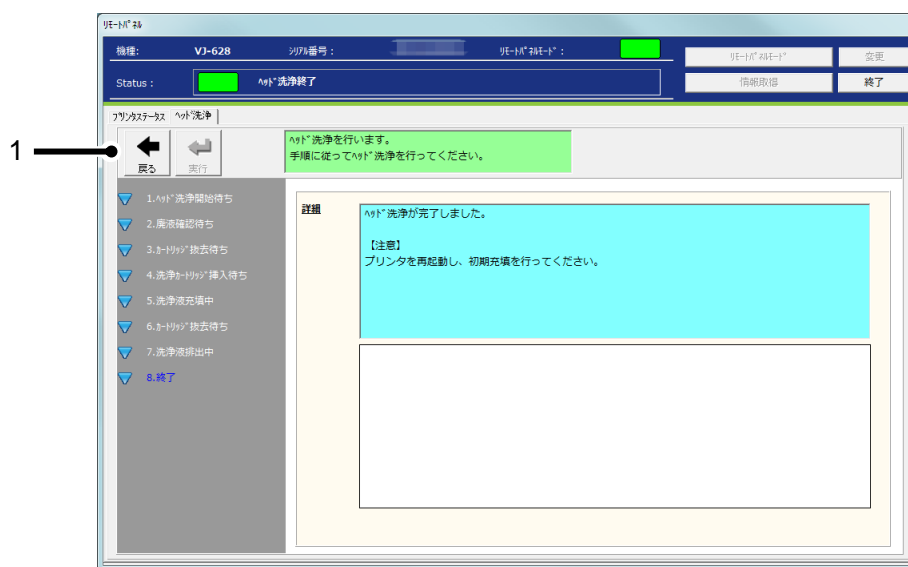 ﾘﾓｰﾄﾊﾟﾈﾙ
機種: VJ-628 ｼﾘｱﾙ番号: ﾘﾓｰﾄﾊﾟﾈﾙﾓｰﾄﾞ:
ﾘﾓｰﾄﾊﾟﾈﾙﾓｰﾄﾞ 変更
Status: ﾍｯﾄﾞ洗浄終了
情報取得 終了
ﾌﾟﾘﾝﾀｽﾃｰﾀｽ ﾍｯﾄﾞ洗浄
1
戻る 実行
ﾍｯﾄﾞ洗浄を行います。
手順に従ってﾍｯﾄﾞ洗浄を行ってください。
1.ﾍｯﾄﾞ洗浄開始待ち
2.廃液確認待ち
3.ｶｰﾄﾘｯｼﾞ抜去待ち
4.洗浄ｶｰﾄﾘｯｼﾞ挿入待ち
5.洗浄液充填中
6.ｶｰﾄﾘｯｼﾞ抜去待ち
7.洗浄液排出中
8.終了
詳細
ﾍｯﾄﾞ洗浄が完了しました。
【注意】
プリンタを再起動し、初期充填を行ってください。